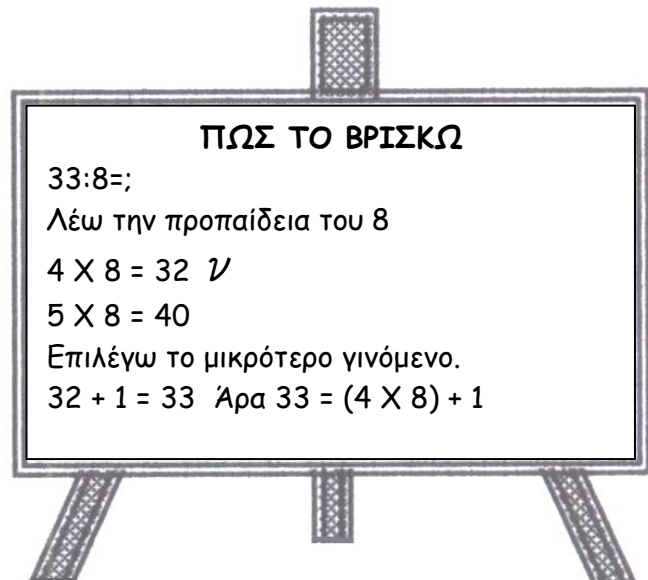 ΠΩΣ ΤΟ ΒΡΙΣΚΩ
33:8=;
Λέω την προπαίδεια του 8
4 Χ 8 = 32 ν
5 Χ 8 = 40
Επιλέγω το μικρότερο γινόμενο.
32 + 1 = 33 Άρα 33 = (4 Χ 8) + 1